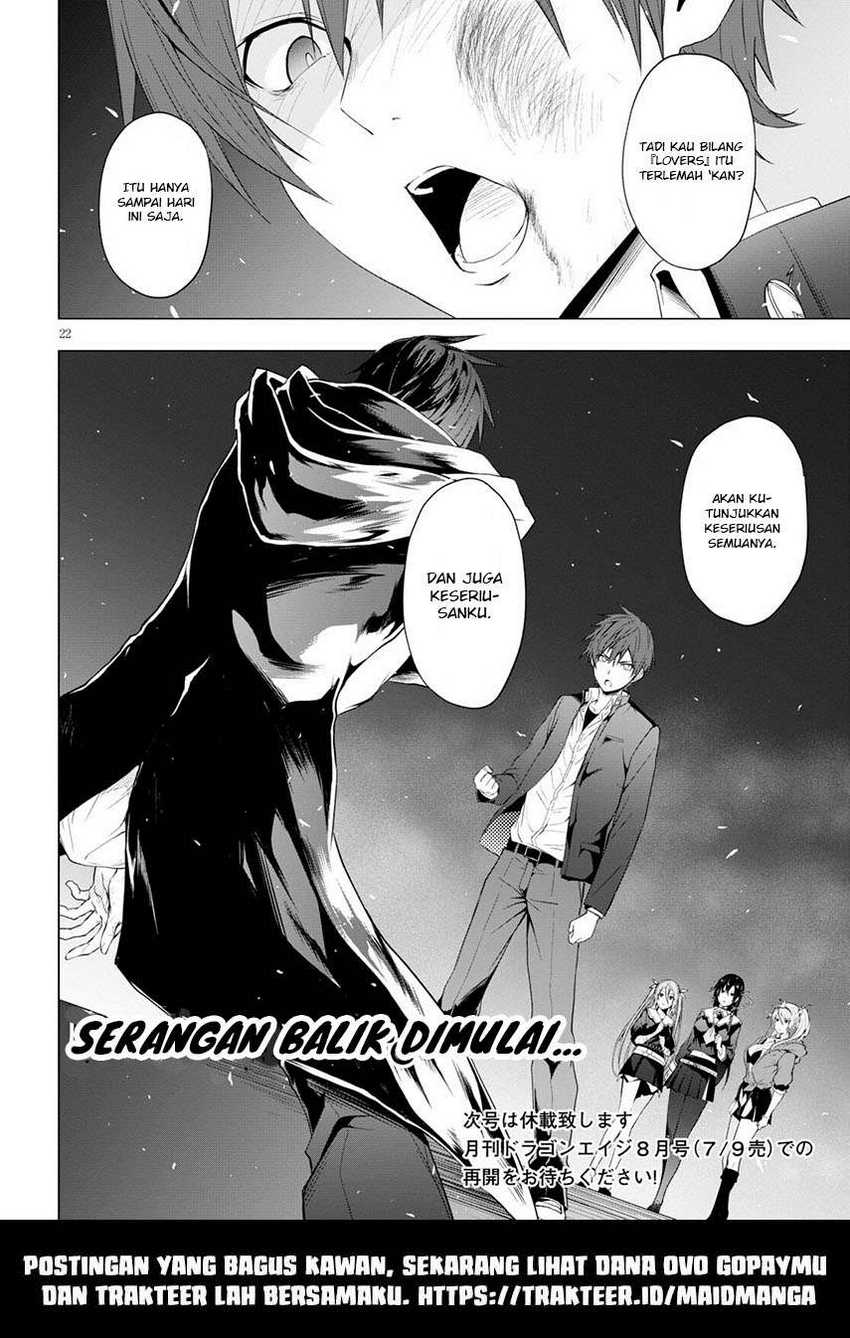 TADI KAU BILANG
『LOVERS』 ITU
TERLEMAH 'KAN?
ITU HANYA
SAMPAI HARI
INI SAJA.
22
AKAN KU-
TUNJUKKAN
KESERIUSAN
SEMUANYA.
DAN JUGA
KESERIU-
SANKU.
SERANGAN BALIK DIMULAI...
次号は休載致します
月刊ドラゴンエイジ8月号(7/9売)での
再開をお待ちください!
POSTINGAN YANG BAGUS KAWAN, SEKARANG LIHAT DANA OVO GOPAYMU
DAN TRAKTEER LAH BERSAMAKU. HTTPS://TRAKTEER.ID/MAIDMANGA